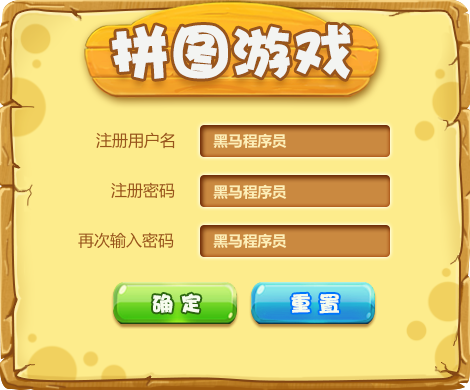 拼图游戏
注册用户名 黑马程序员
注册密码 黑马程序员
再次输入密码 黑马程序员
确定 重置